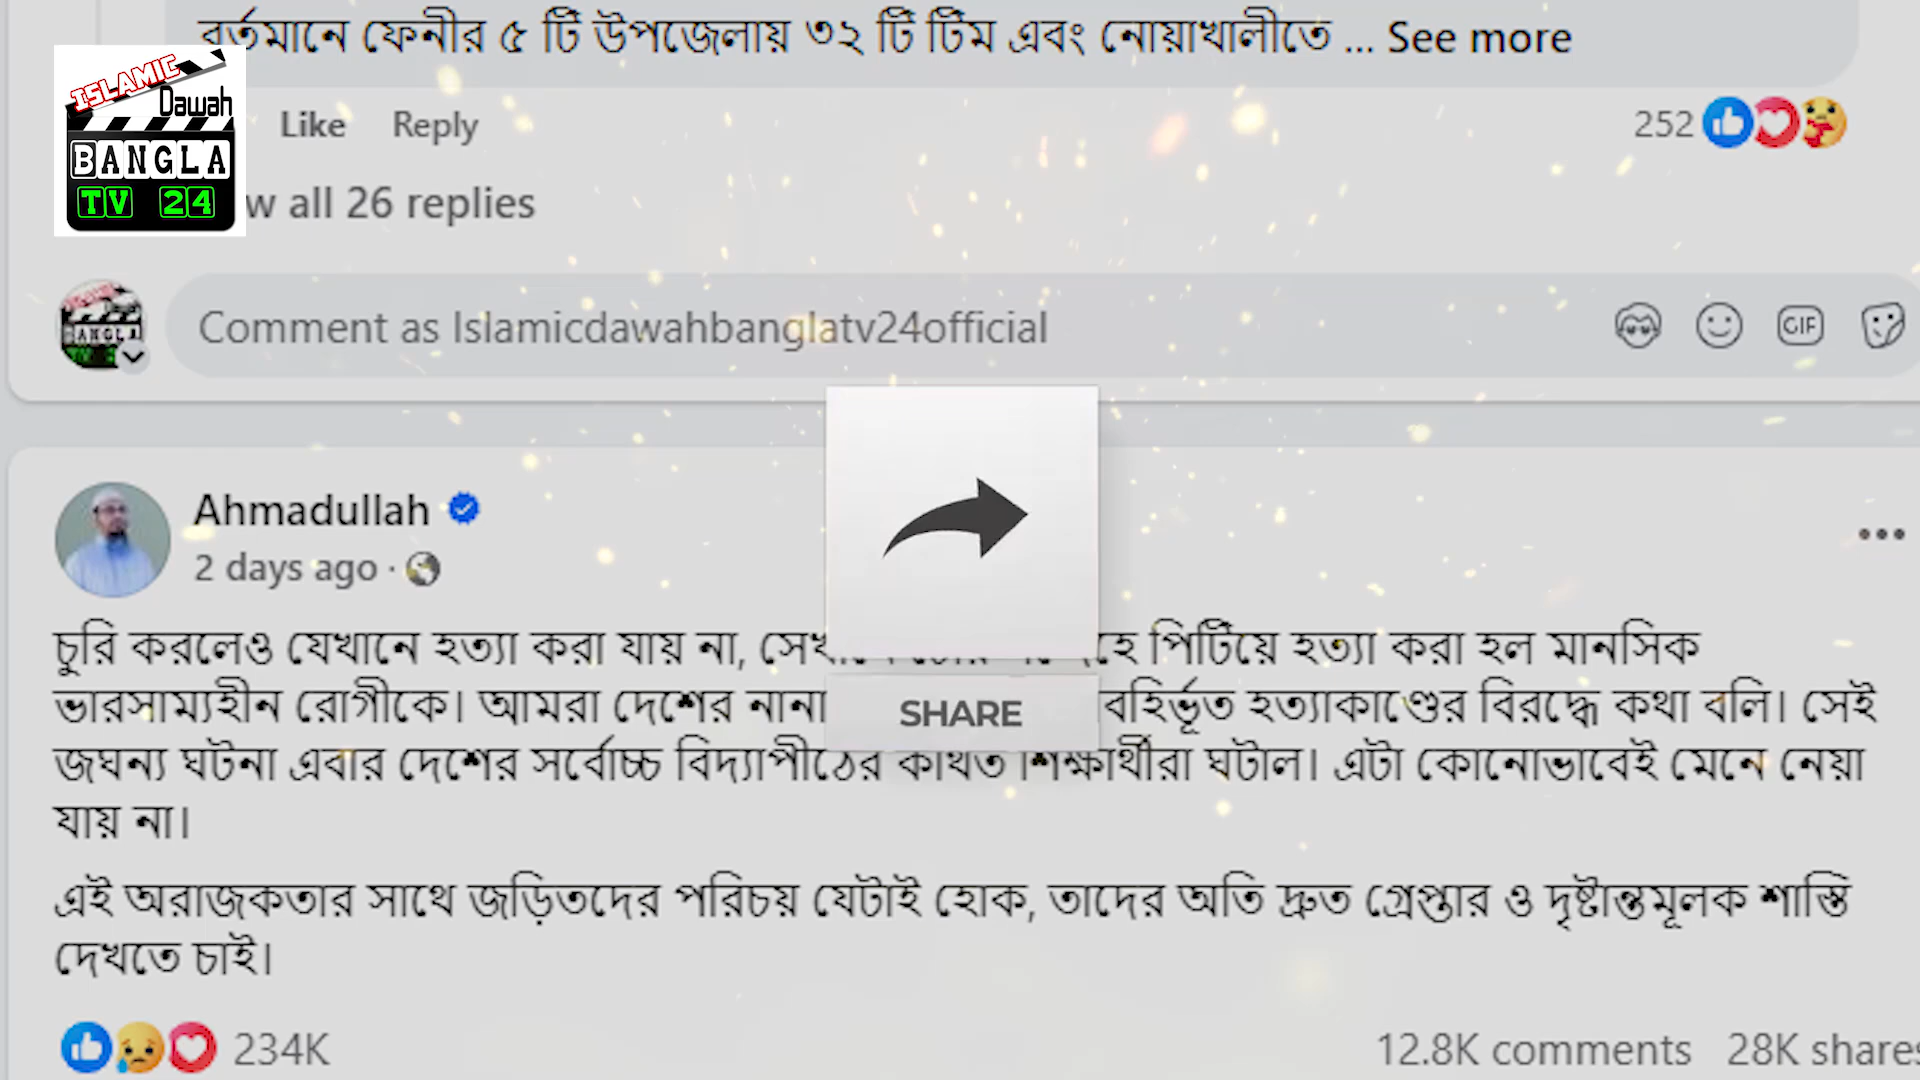 বর্তমানে ফেনীর ৫ টি উপজেলায় ৩২ টি টিম এবং নোয়াখালীতে ... See more
ISLAMIC
Dawah
BANGLA
TV 24
Like Reply 252
all 26 replies
Comment as Islamicdawahbanglatv24official
GIF
Ahmadullah
2 days ago
চুরি করলেও যেখানে হত্যা করা যায় না, পিটিয়ে হত্যা করা হল মানসিক
ভারসাম্যহীন রোগীকে। আমরা দেশের নানা বহির্ভূত হত্যাকাণ্ডের বিরদ্ধে কথা বলি। সেই
SHARE
জঘন্য ঘটনা এবার দেশের সর্বোচ্চ বিদ্যাপীঠের কথিত শিক্ষার্থীরা ঘটাল। এটা কোনোভাবেই মেনে নেয়া
যায় না।
এই অরাজকতার সাথে জড়িতদের পরিচয় যেটাই হোক, তাদের অতি দ্রুত গ্রেপ্তার ও দৃষ্টান্তমূলক শাস্তি
দেখতে চাই।
234K 12.8K comments 28K shares